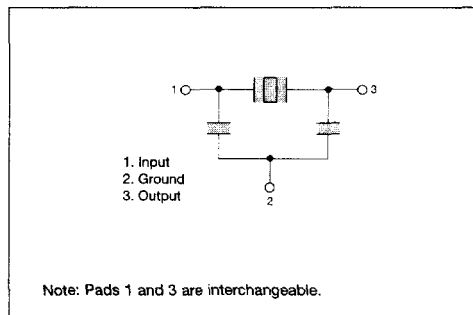 1
3
1. Input
2. Ground
3. Output
2
Note: Pads 1 and 3 are interchangeable.